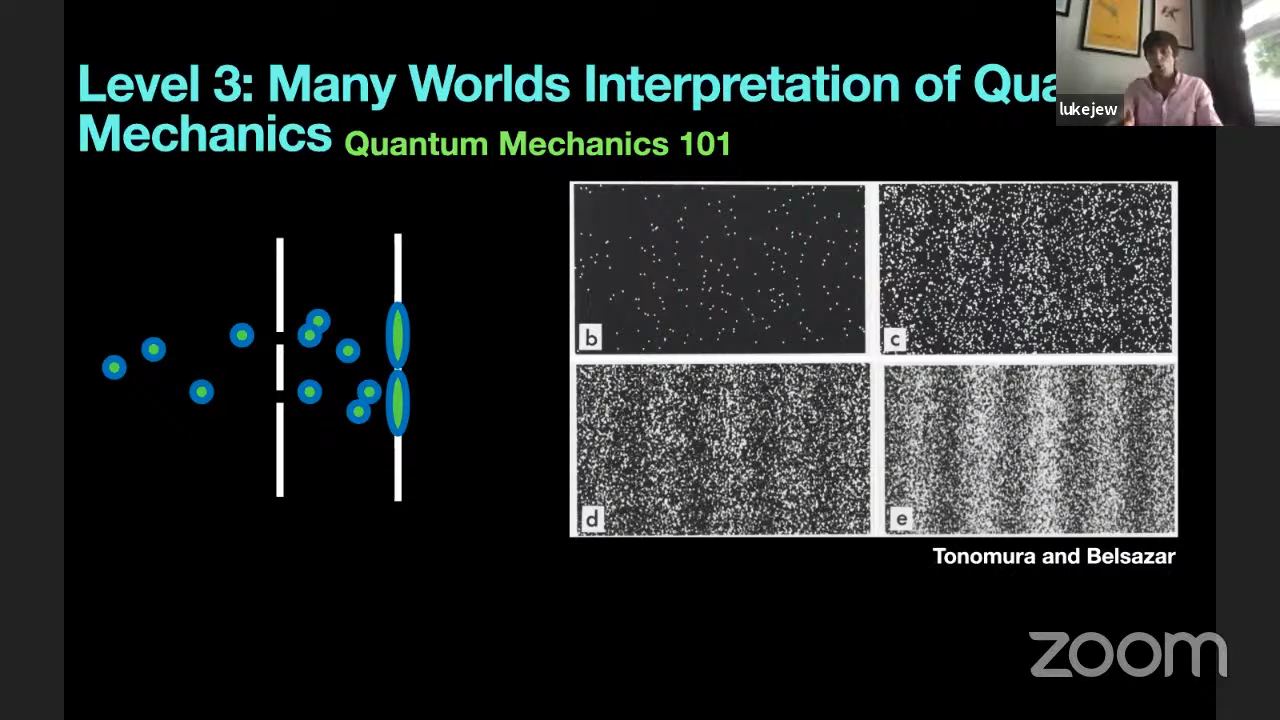 Level 3: Many Worlds Interpretation of Qua
Mechanics Quantum Mechanics 101
lukejew
b
c
d
e
Tonomura and Belsazar
zoom